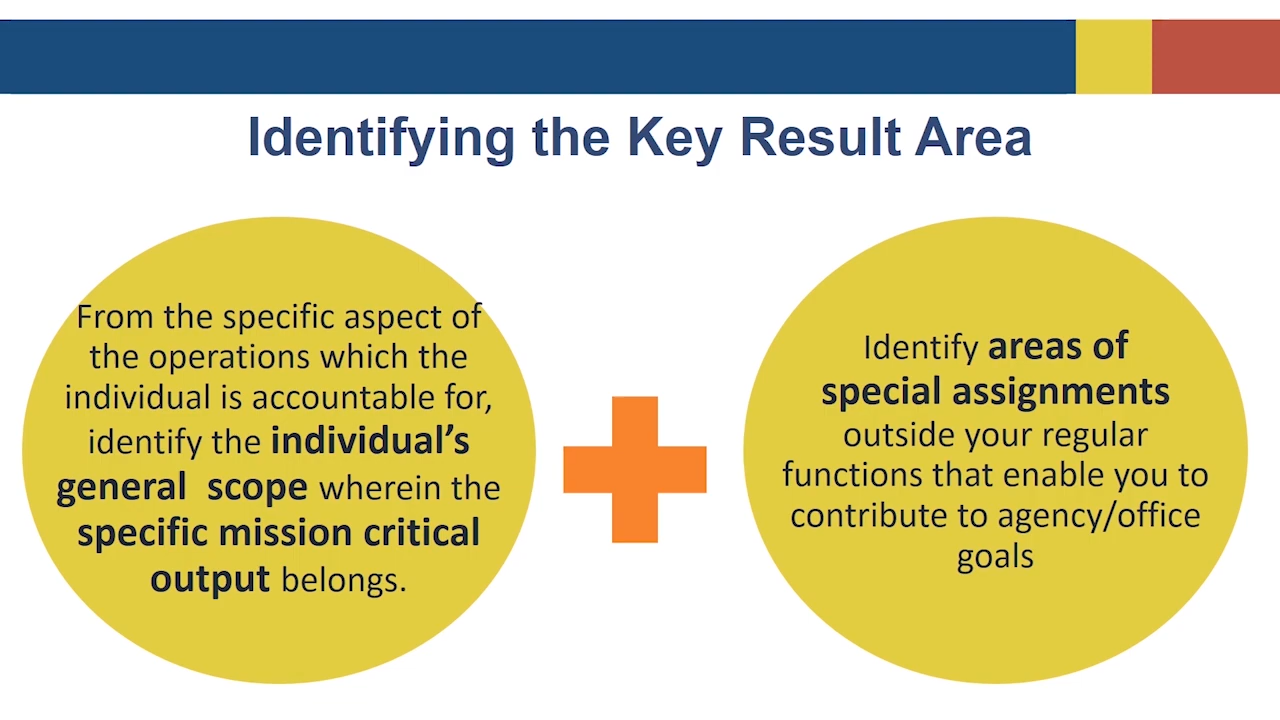 Identifying the Key Result Area
From the specific aspect of
the operations which the
individual is accountable for,
identify the individual’s
general  scope wherein the
specific mission critical
output belongs.
Identify areas of
special assignments
outside your regular
functions that enable you to
contribute to agency/office
goals